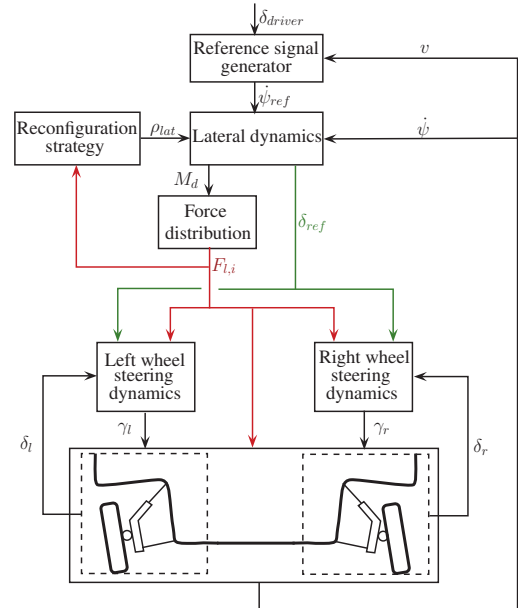 δ_driver
Reference signal
generator
v
ψ̇_ref
Reconfiguration
strategy
ρ_lat
Lateral dynamics
ψ̇
M_d
Force
distribution
δ_ref
F_{l,i}
Left wheel
steering
dynamics
Right wheel
steering
dynamics
δ_l
γ_l
γ_r
δ_r